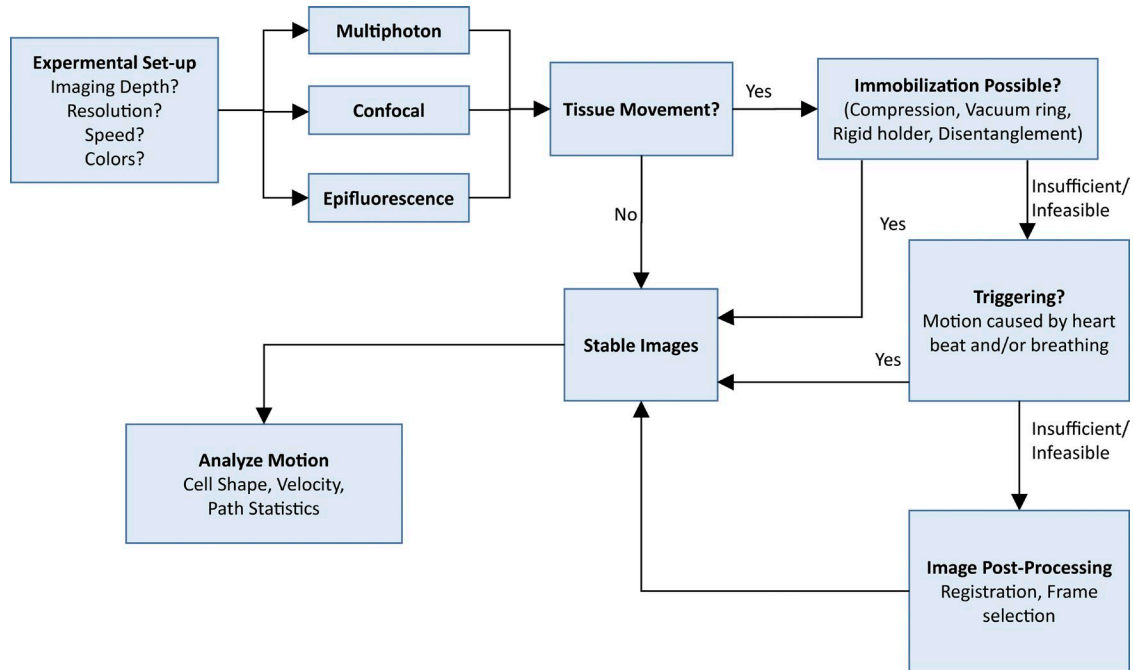 Expermental Set-up
Imaging Depth?
Resolution?
Speed?
Colors?
Multiphoton
Confocal
Epifluorescence
Tissue Movement?
Yes
Immobilization Possible?
(Compression, Vacuum ring,
Rigid holder, Disentanglement)
No
Yes
Insufficient/
Infeasible
Triggering?
Motion caused by heart
beat and/or breathing
Stable Images
Yes
Insufficient/
Infeasible
Analyze Motion
Cell Shape, Velocity,
Path Statistics
Image Post-Processing
Registration, Frame
selection